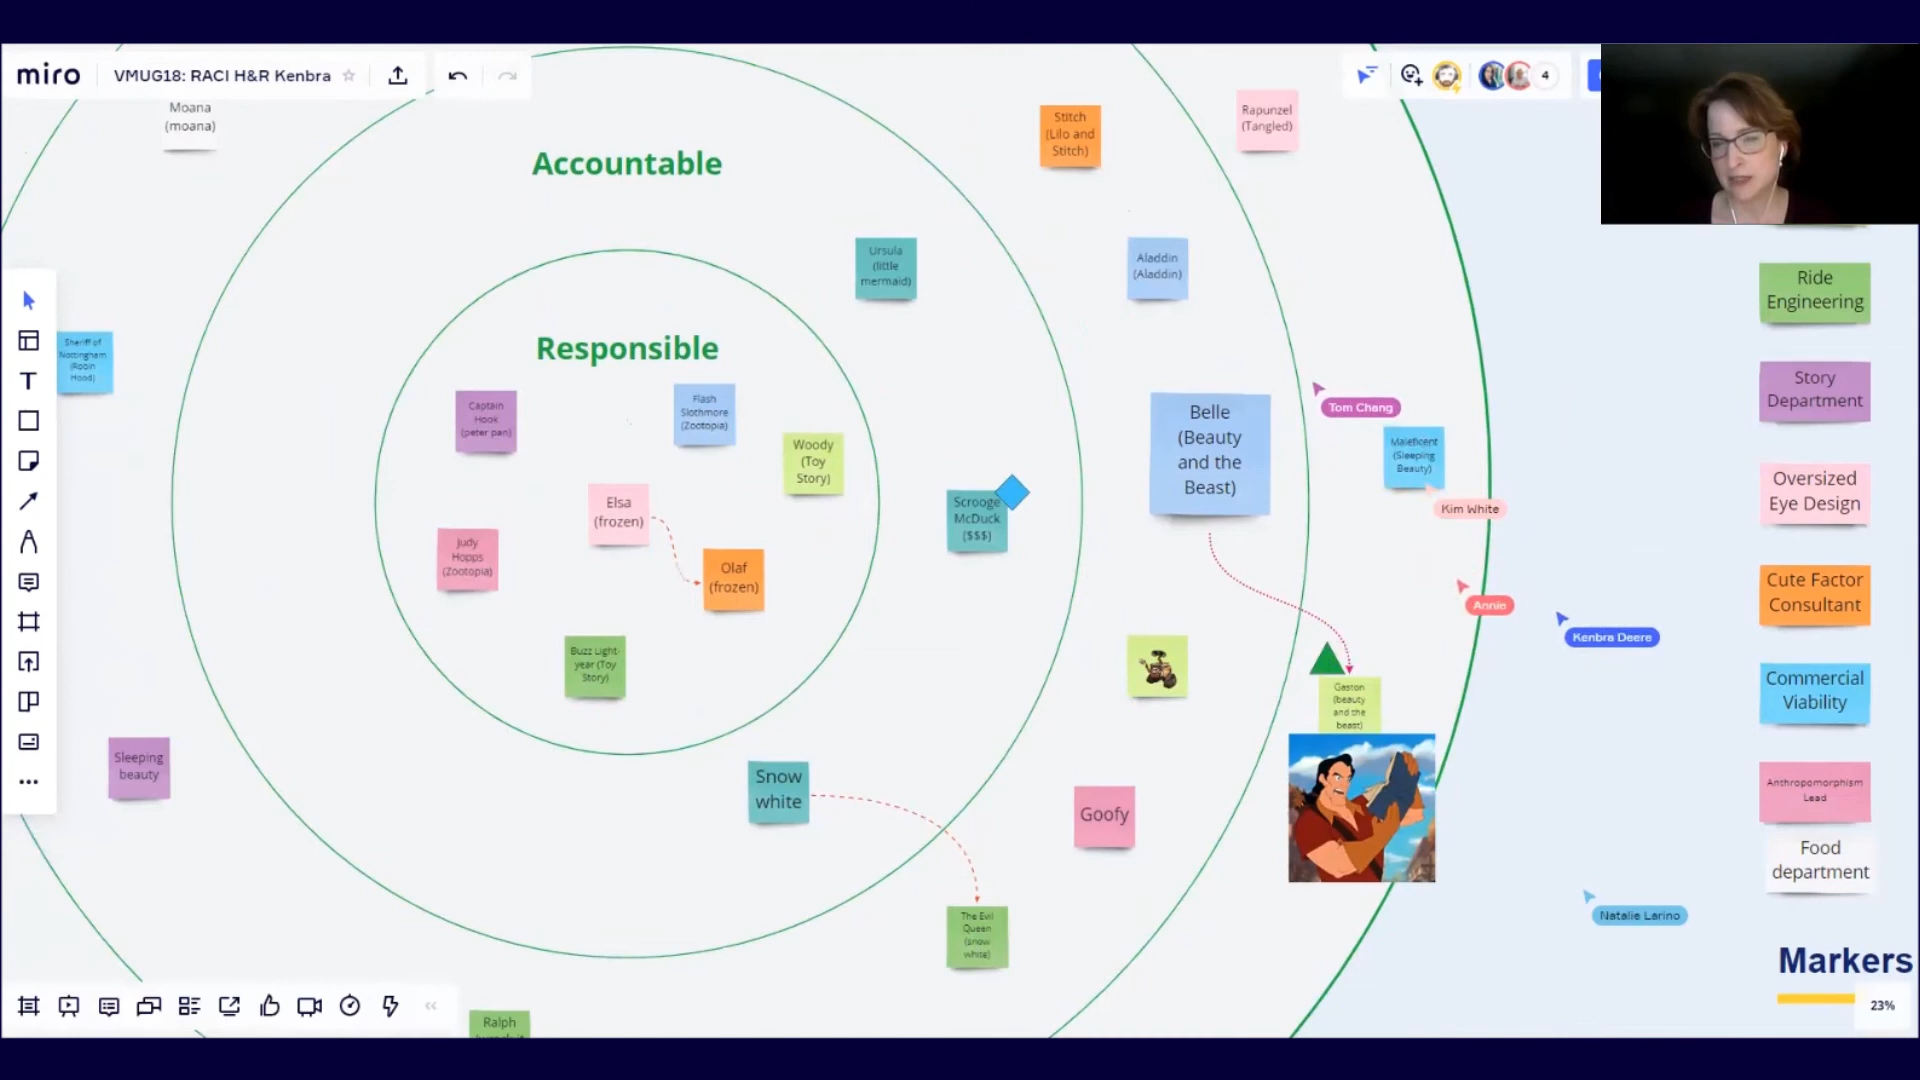 miro
VMUG18: RACI H&R Kenbra
4
Moana
(moana)
Accountable
Stitch
(Lilo and
Stitch)
Rapunzel
(Tangled)
Ursula
(little
mermaid)
Aladdin
(Aladdin)
Ride
Engineering
Sheriff of
Nottingham
(Robin
Hood)
Responsible
Captain
Hook
(peter pan)
Flash
Slothmore
(Zootopia)
Woody
(Toy
Story)
Belle
(Beauty
and the
Beast)
Tom Chang
Story
Department
Maleficent
(Sleeping
Beauty)
Elsa
(frozen)
Scrooge
McDuck
($$$)
Kim White
Oversized
Eye Design
Judy
Hopps
(Zootopia)
Olaf
(frozen)
Annie
Kenbra Deere
Cute Factor
Consultant
Buzz Light-
year (Toy
Story)
Gaston
(beauty
and the
beast)
Commercial
Viability
Sleeping
beauty
Snow
white
Goofy
Anthropomorphism
Lead
Food
department
The Evil
Queen
(snow
white)
Natalie Larino
Markers
23%
Ralph